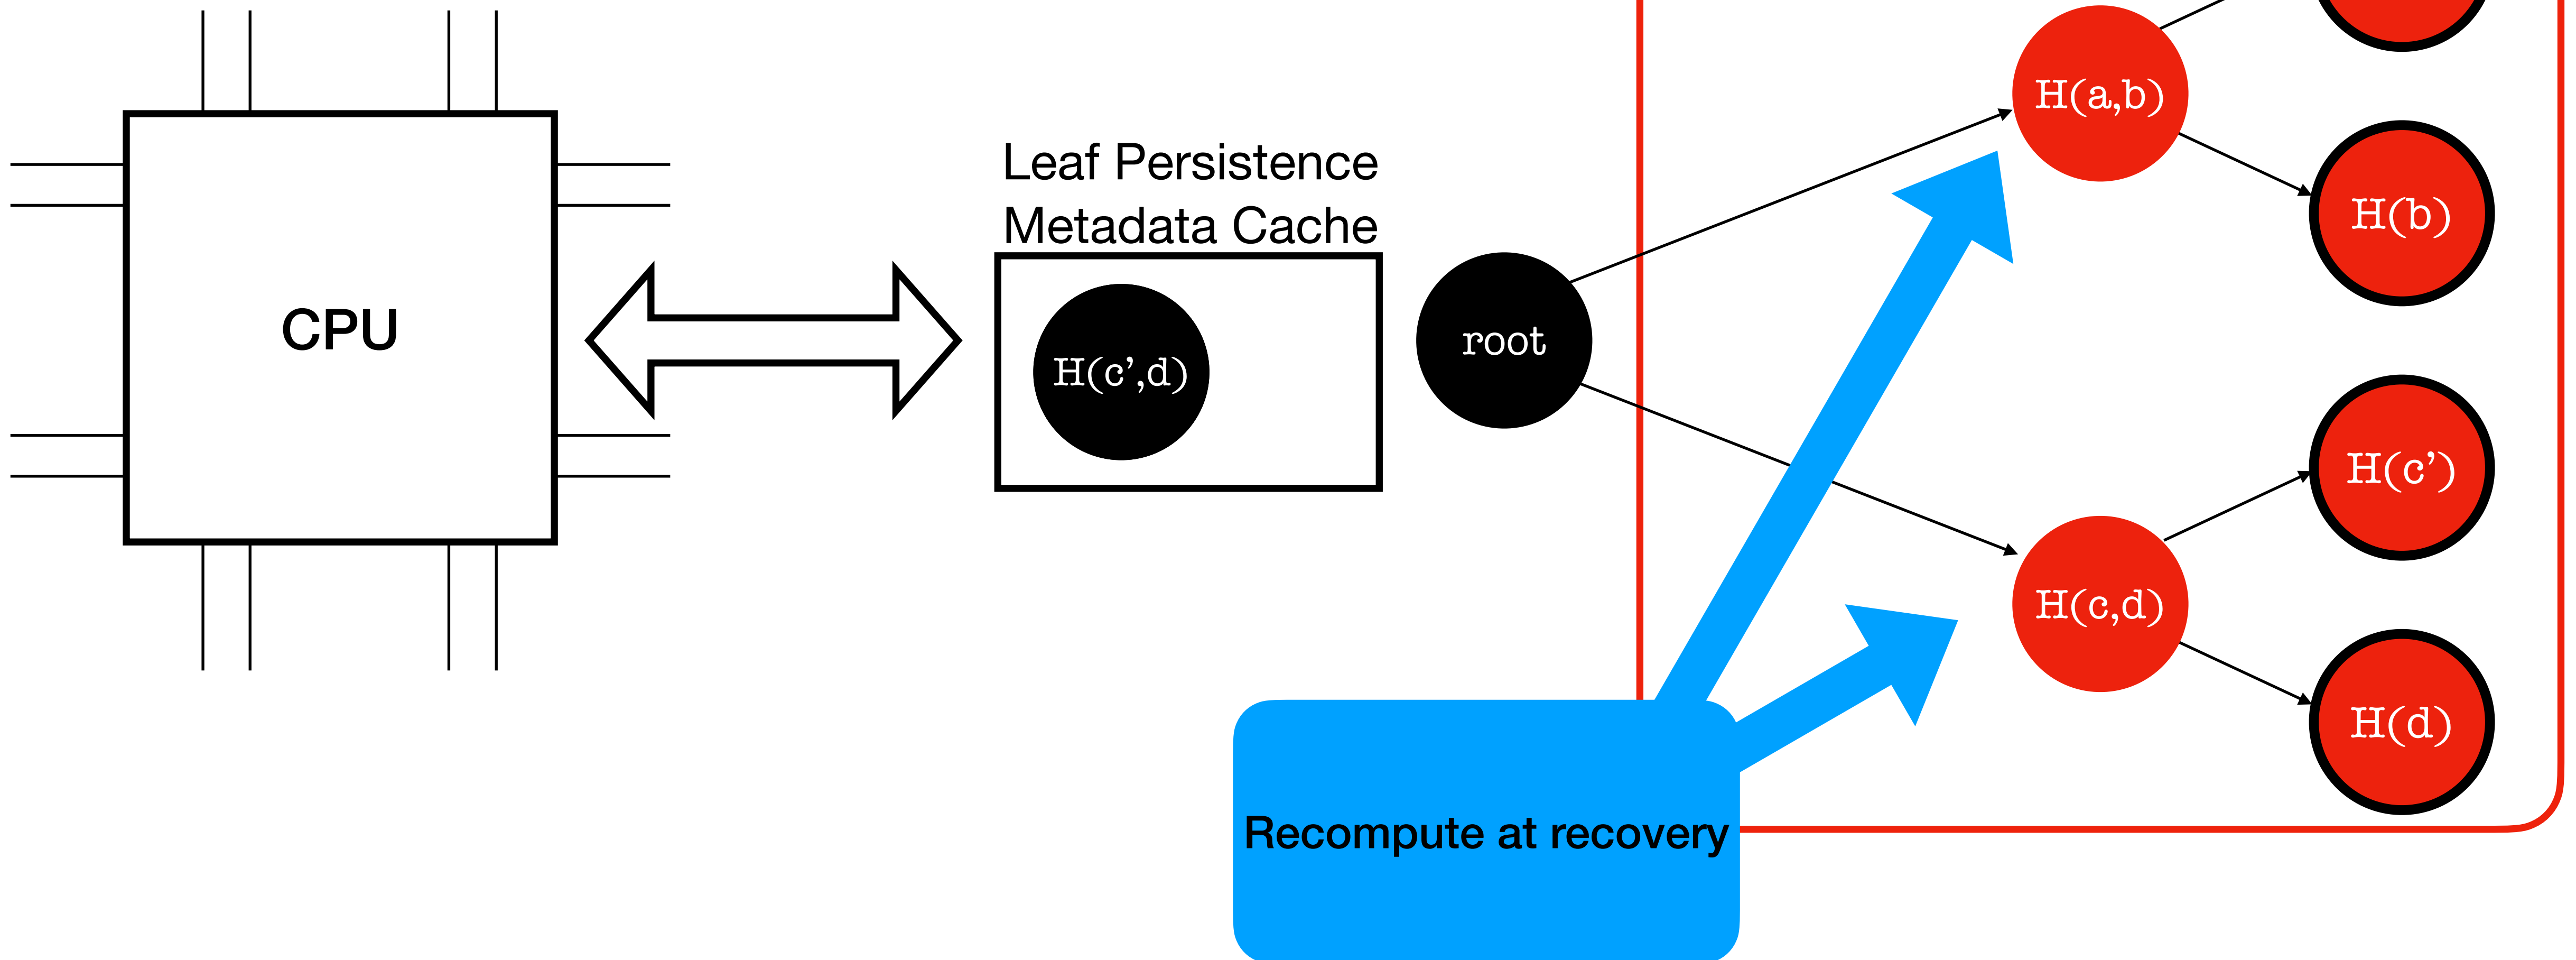 CPU
Leaf Persistence
Metadata Cache
H(c’,d)
root
H(a,b)
H(b)
H(c’)
H(c,d)
H(d)
Recompute at recovery